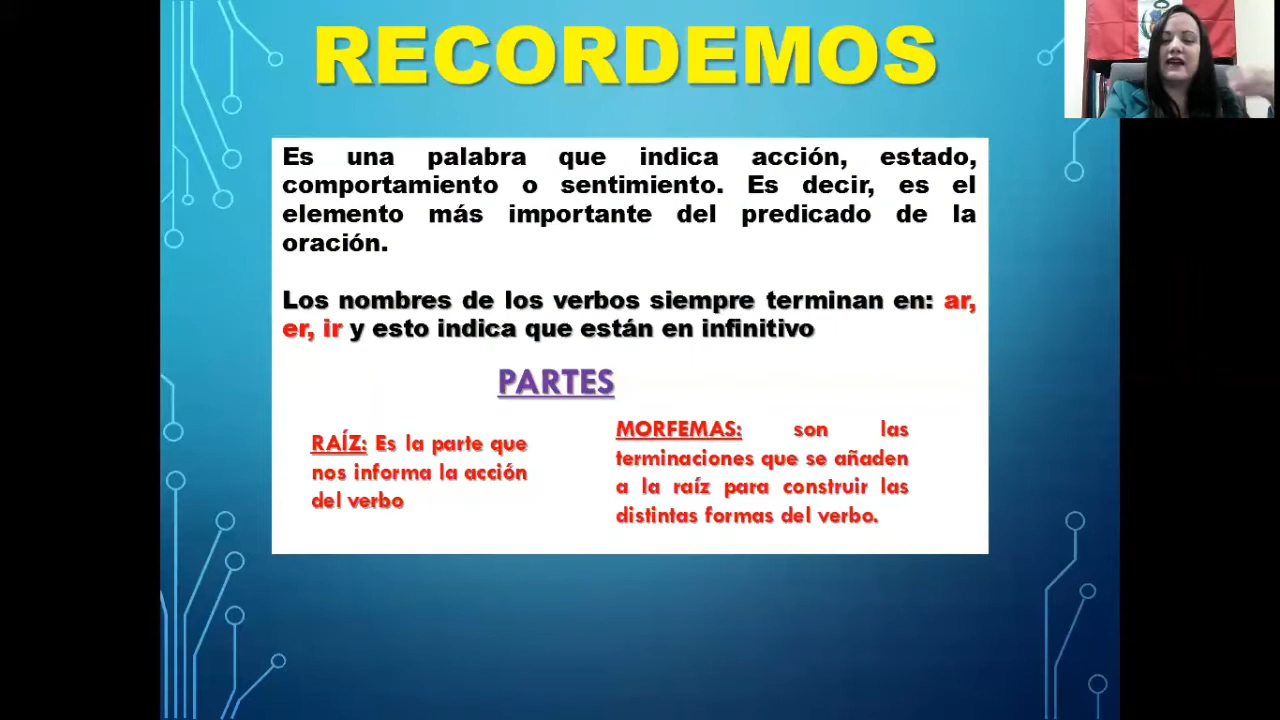 RECORDEMOS
Es una palabra que indica acción, estado,
comportamiento o sentimiento. Es decir, es el
elemento más importante del predicado de la
oración.
Los nombres de los verbos siempre terminan en: ar,
er, ir y esto indica que están en infinitivo
PARTES
RAÍZ: Es la parte que
nos informa la acción
del verbo
MORFEMAS: son las
terminaciones que se añaden
a la raíz para construir las
distintas formas del verbo.